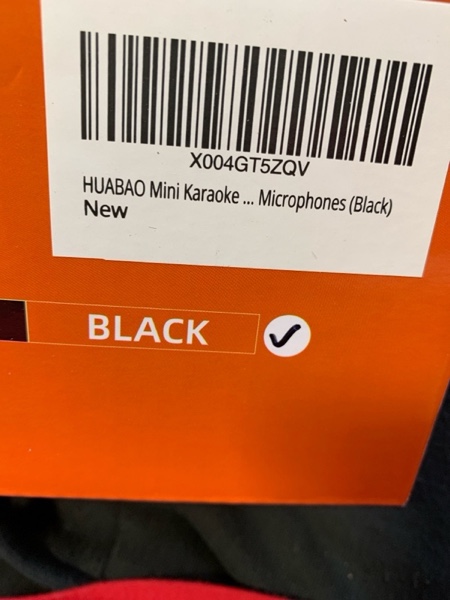 X004GT5ZQV
HUABAO Mini Karaoke ... Microphones (Black)
New
BLACK